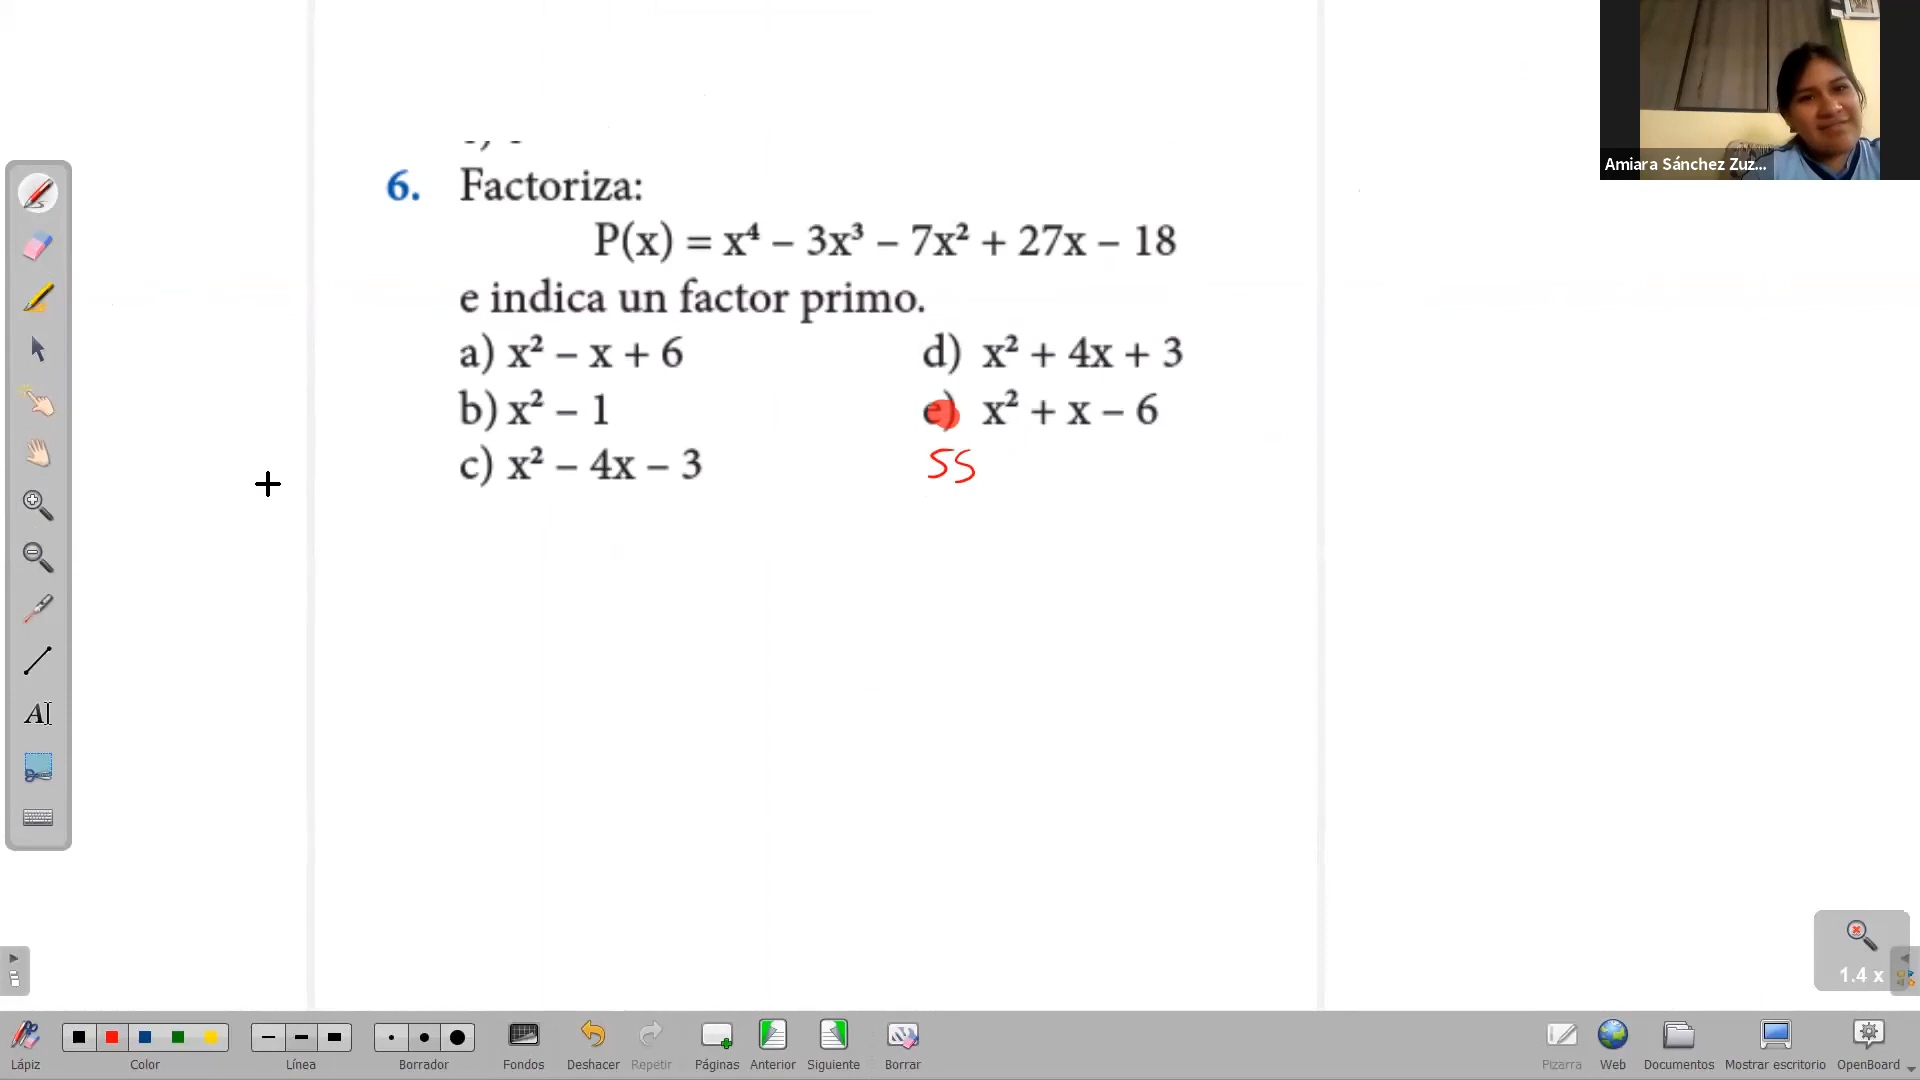 Amiara Sánchez Zuz...
6. Factoriza:
P(x) = x⁴ – 3x³ – 7x² + 27x – 18
e indica un factor primo.
a) x² – x + 6
d) x² + 4x + 3
b) x² – 1
e) x² + x – 6
c) x² – 4x – 3
55
A
1.4 x
Lápiz
Color
Línea
Borrador
Fondos
Deshacer
Repetir
Páginas
Anterior
Siguiente
Borrar
Pizarra
Web
Documentos
Mostrar escritorio
OpenBoard